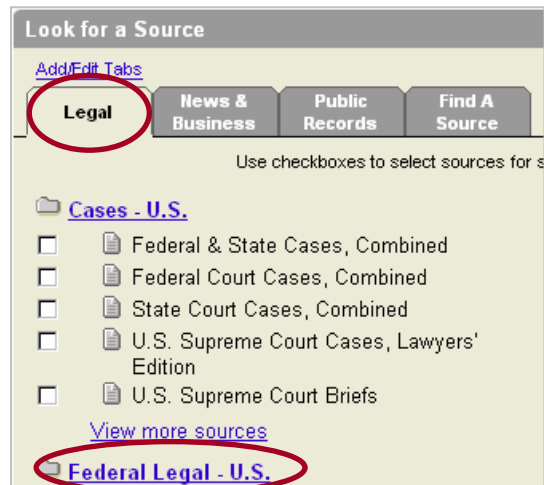 Look for a Source
Add/Edit Tabs
Legal
News & Business
Public Records
Find A Source
Use checkboxes to select sources for s
Cases - U.S.
Federal & State Cases, Combined
Federal Court Cases, Combined
State Court Cases, Combined
U.S. Supreme Court Cases, Lawyers'
Edition
U.S. Supreme Court Briefs
View more sources
Federal Legal - U.S.